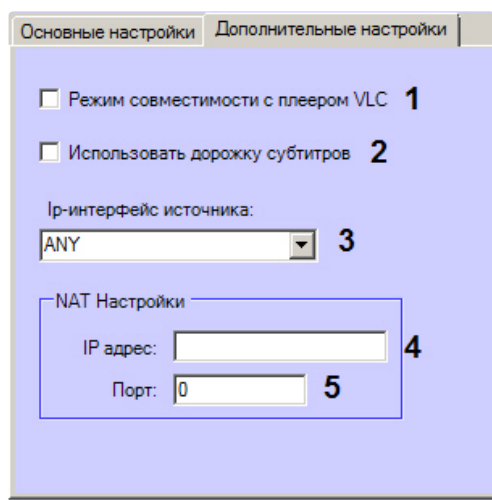 Основные настройки Дополнительные настройки
Режим совместимости с плеером VLC 1
Использовать дорожку субтитров 2
Ip-интерфейс источника:
ANY 3
NAT Настройки
IP адрес: 4
Порт: 0 5